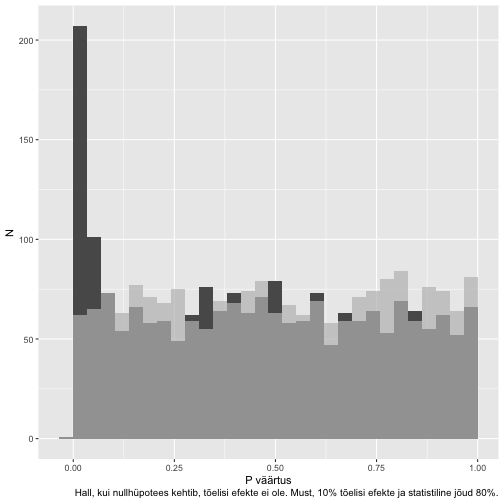 200
150
100
50
0
N
0.00 0.25 0.50 0.75 1.00
P väärtus
Hall, kui nullhüpotees kehtib, tõelisi efekte ei ole. Must, 10% tõelisi efekte ja statistiline jõud 80%.